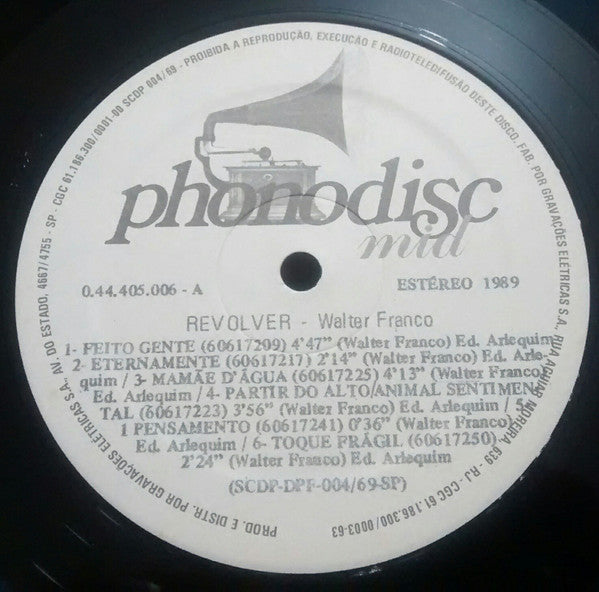 phonodisc
mid
0.44.405.006 - A
ESTÉREO 1989
REVOLVER - Walter Franco
1- FEITO GENTE (60617209) 4'47" (Walter Franco) Ed. Arlequim
2- ETERNAMENTE (60617217) 2'14" (Walter Franco) Ed. Arle-
quim / 3- MAMÃE D'ÁGUA (60617225) 4'13" (Walter Franco)
Ed. Arlequim / 4- PARTIR DO ALTO/ANIMAL SENTIMEN-
TAL (60617223) 3'56" (Walter Franco) Ed. Arlequim / 5-
1 PENSAMENTO (60617241) 0'36" (Walter Franco)
Ed. Arlequim / 6- TOQUE FRÁGIL (60617250)
2'24" (Walter Franco) Ed. Arlequim
(SCDP-DPF-004/69-SP)
PROD. E DISTR. POR GRAVAÇÕES ELÉTRICAS S.A. AV. DO ESTADO, 4667/4755 - SP - CGC 61.186.300/0001-00 SCDP 004/69 - PROIBIDA A REPRODUÇÃO, EXECUÇÃO E RADIOTELEDIFUSÃO DESTE DISCO. FAB. POR GRAVAÇÕES ELÉTRICAS S.A., RUA AGUIAR MOREIRA, 639 - RJ - CGC 61.186.300/0003-63